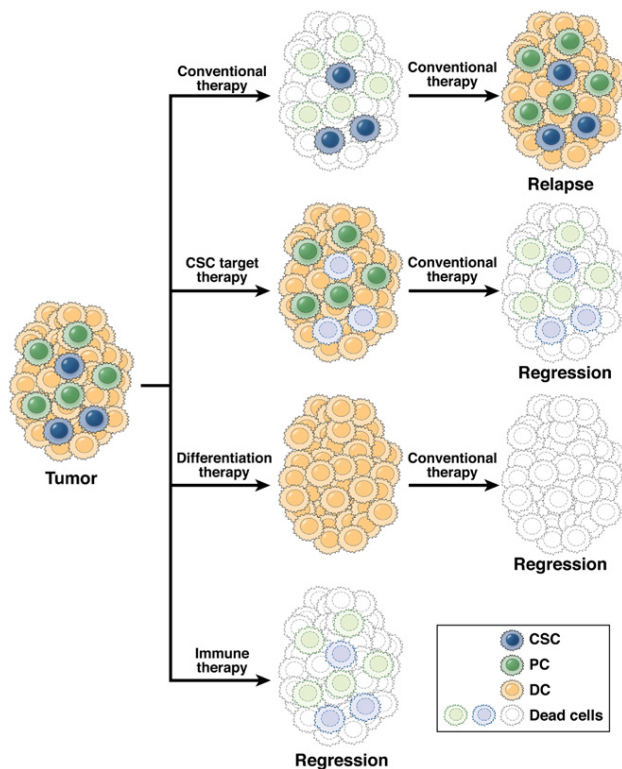 Conventional
therapy
Conventional
therapy
Relapse
CSC target
therapy
Conventional
therapy
Regression
Tumor
Differentiation
therapy
Conventional
therapy
Regression
Immune
therapy
Regression
CSC
PC
DC
Dead cells